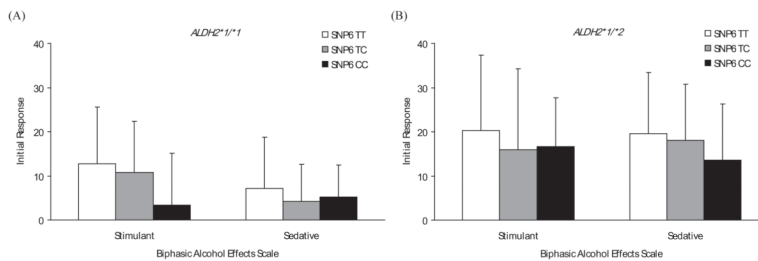 (A)
ALDH2*1/*1
SNP6 TT
SNP6 TC
SNP6 CC
40
30
20
10
0
Initial Response
Stimulant
Sedative
Biphasic Alcohol Effects Scale
(B)
ALDH2*1/*2
SNP6 TT
SNP6 TC
SNP6 CC
40
30
20
10
0
Initial Response
Stimulant
Sedative
Biphasic Alcohol Effects Scale